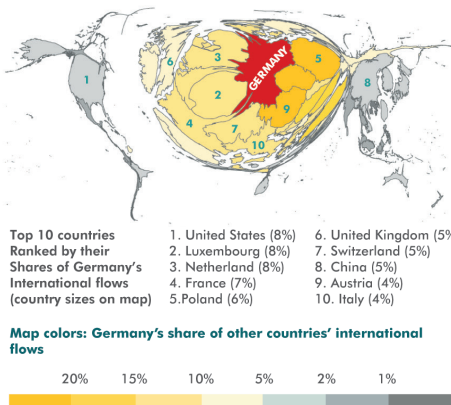 GERMANY
1
2
3
4
5
6
7
8
9
10
Top 10 countries
Ranked by their
Shares of Germany's
International flows
(country sizes on map)
1. United States (8%)
2. Luxembourg (8%)
3. Netherland (8%)
4. France (7%)
5.Poland (6%)
6. United Kingdom (5%
7. Switzerland (5%)
8. China (5%)
9. Austria (4%)
10. Italy (4%)
Map colors: Germany's share of other countries' international
flows
20% 15% 10% 5% 2% 1%